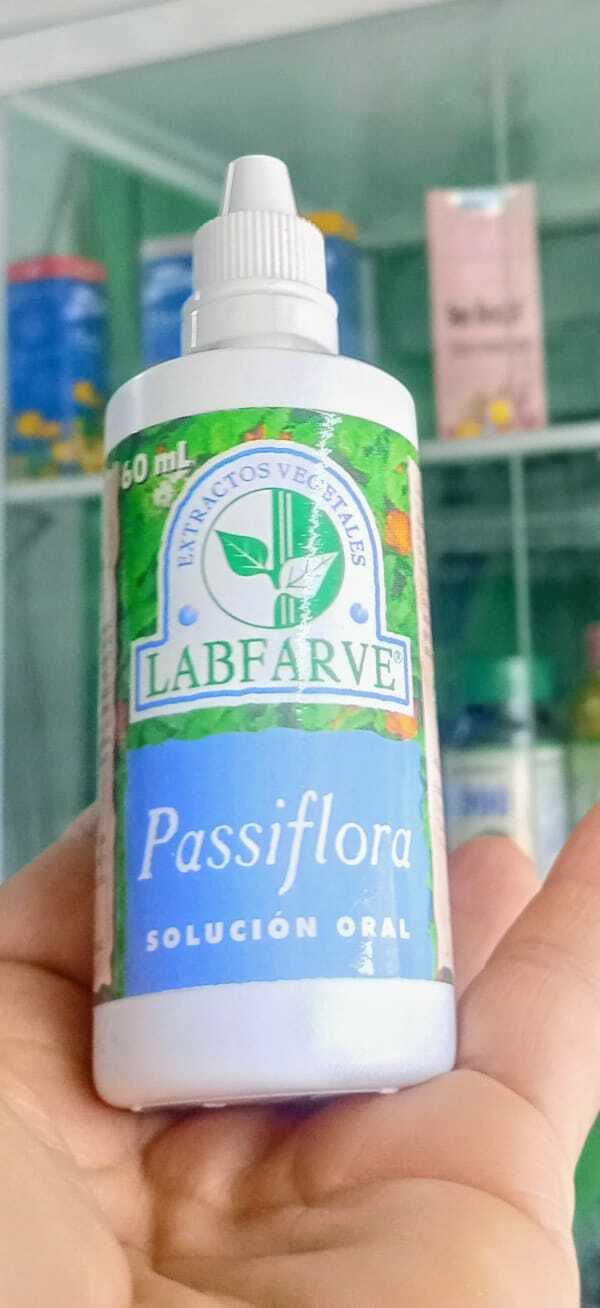 60 mL
EXTRACTOS VEGETALES
LABFARVE®
Passiflora
SOLUCIÓN ORAL